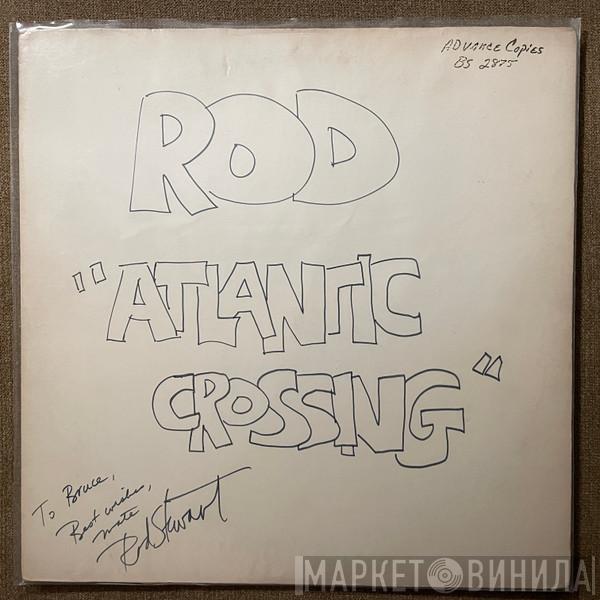 ADVANCE Copies
BS 2875
ROD
"ATLANTIC
CROSSING"
To Bruce,
Best wishes,
mate,
Rod Stewart
МАРКЕТ ВИНИЛА